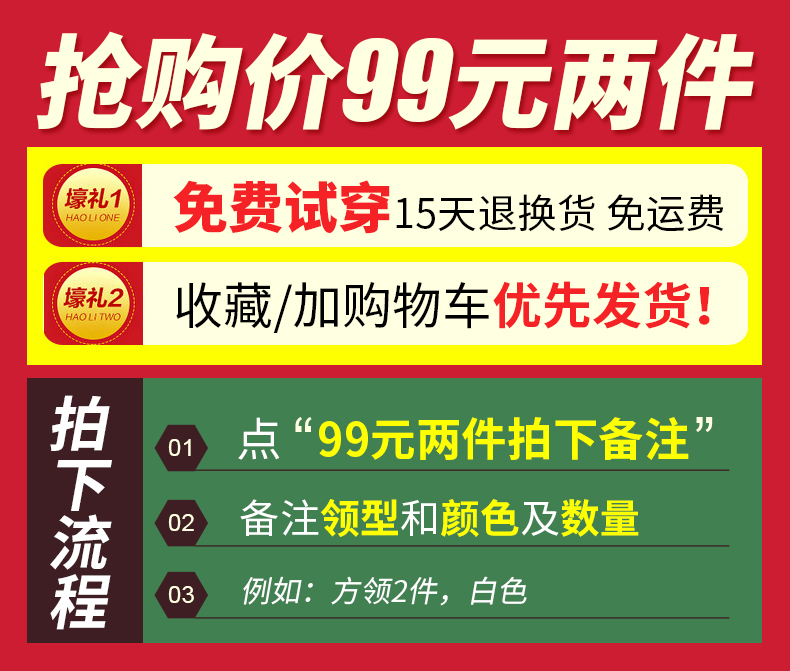 抢购价99元两件
壕礼1
HAO LI ONE
免费试穿15天退换货 免运费
壕礼2
HAO LI TWO
收藏/加购物车优先发货！
拍下流程
01
点“99元两件拍下备注”
02
备注领型和颜色及数量
03
例如：方领2件，白色